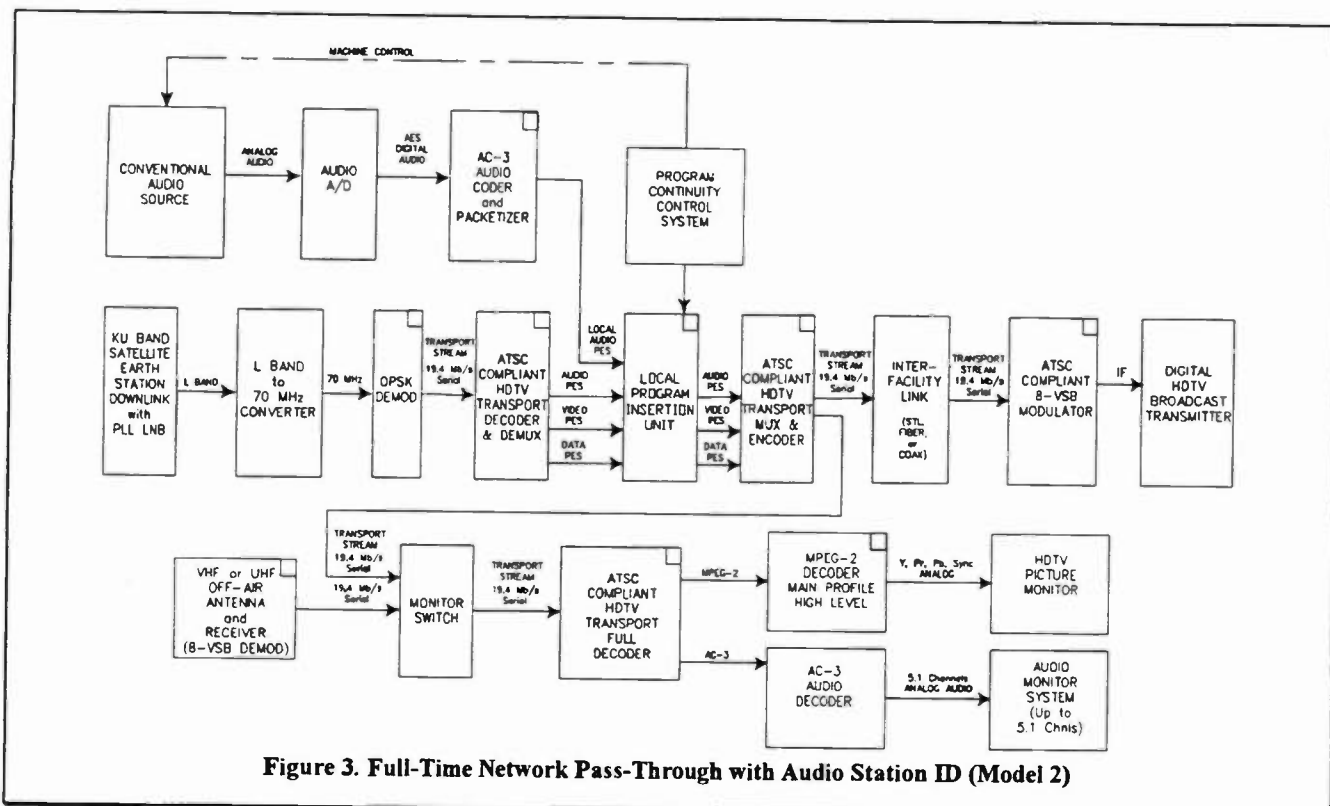 MACHINE CONTROL
CONVENTIONAL
AUDIO
SOURCE
ANALOG
AUDIO
AUDIO
A/D
AES
DIGITAL
AUDIO
AC-3
AUDIO
CODER
and
PACKETIZER
PROGRAM
CONTINUITY
CONTROL
SYSTEM
KU BAND
SATELLITE
EARTH
STATION
DOWNLINK
with
PLL LNB
L BAND
L BAND
to
70 MHz
CONVERTER
70 MHz
QPSK
DEMOD
TRANSPORT
STREAM
19.4 Mb/s
Serial
ATSC
COMPLIANT
HDTV
TRANSPORT
DECODER
& DEMUX
LOCAL
AUDIO
PES
AUDIO
PES
VIDEO
PES
DATA
PES
LOCAL
PROGRAM
INSERTION
UNIT
AUDIO
PES
VIDEO
PES
DATA
PES
ATSC
COMPLIANT
HDTV
TRANSPORT
MUX &
ENCODER
TRANSPORT
STREAM
19.4 Mb/s
Serial
INTER-
FACILITY
LINK
(STL,
FIBER,
or
COAX)
TRANSPORT
STREAM
19.4 Mb/s
Serial
ATSC
COMPLIANT
8-VSB
MODULATOR
IF
DIGITAL
HDTV
BROADCAST
TRANSMITTER
VHF or UHF
OFF-AIR
ANTENNA
and
RECEIVER
(8-VSB DEMOD)
TRANSPORT
STREAM
19.4 Mb/s
Serial
19.4 Mb/s
Serial
MONITOR
SWITCH
TRANSPORT
STREAM
19.4 Mb/s
Serial
ATSC
COMPLIANT
HDTV
TRANSPORT
FULL
DECODER
MPEG-2
MPEG-2
DECODER
MAIN PROFILE
HIGH LEVEL
Y, Pr, Pb, Sync
ANALOG
HDTV
PICTURE
MONITOR
AC-3
AC-3
AUDIO
DECODER
5.1 Channels
ANALOG AUDIO
AUDIO
MONITOR
SYSTEM
(Up to
5.1 Chnls)
Figure 3. Full-Time Network Pass-Through with Audio Station ID (Model 2)